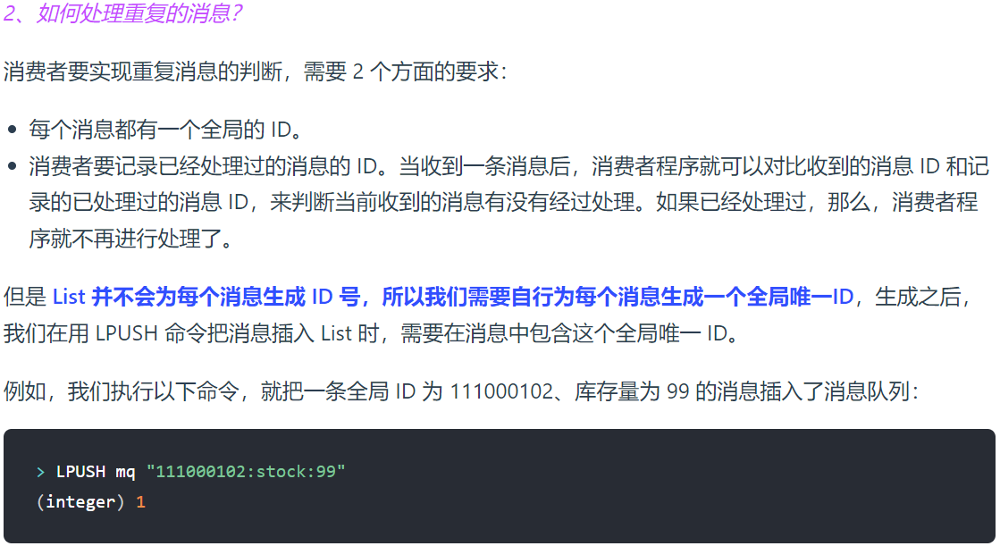 2、如何处理重复的消息？
消费者要实现重复消息的判断，需要 2 个方面的要求：
每个消息都有一个全局的 ID。
消费者要记录已经处理过的消息的 ID。当收到一条消息后，消费者程序就可以对比收到的消息 ID 和记
录的已处理过的消息 ID，来判断当前收到的消息有没有经过处理。如果已经处理过，那么，消费者程
序就不再进行处理了。
但是 List 并不会为每个消息生成 ID 号，所以我们需要自行为每个消息生成一个全局唯一ID，生成之后，
我们在用 LPUSH 命令把消息插入 List 时，需要在消息中包含这个全局唯一 ID。
例如，我们执行以下命令，就把一条全局 ID 为 111000102、库存量为 99 的消息插入了消息队列：
> LPUSH mq "111000102:stock:99"
(integer) 1